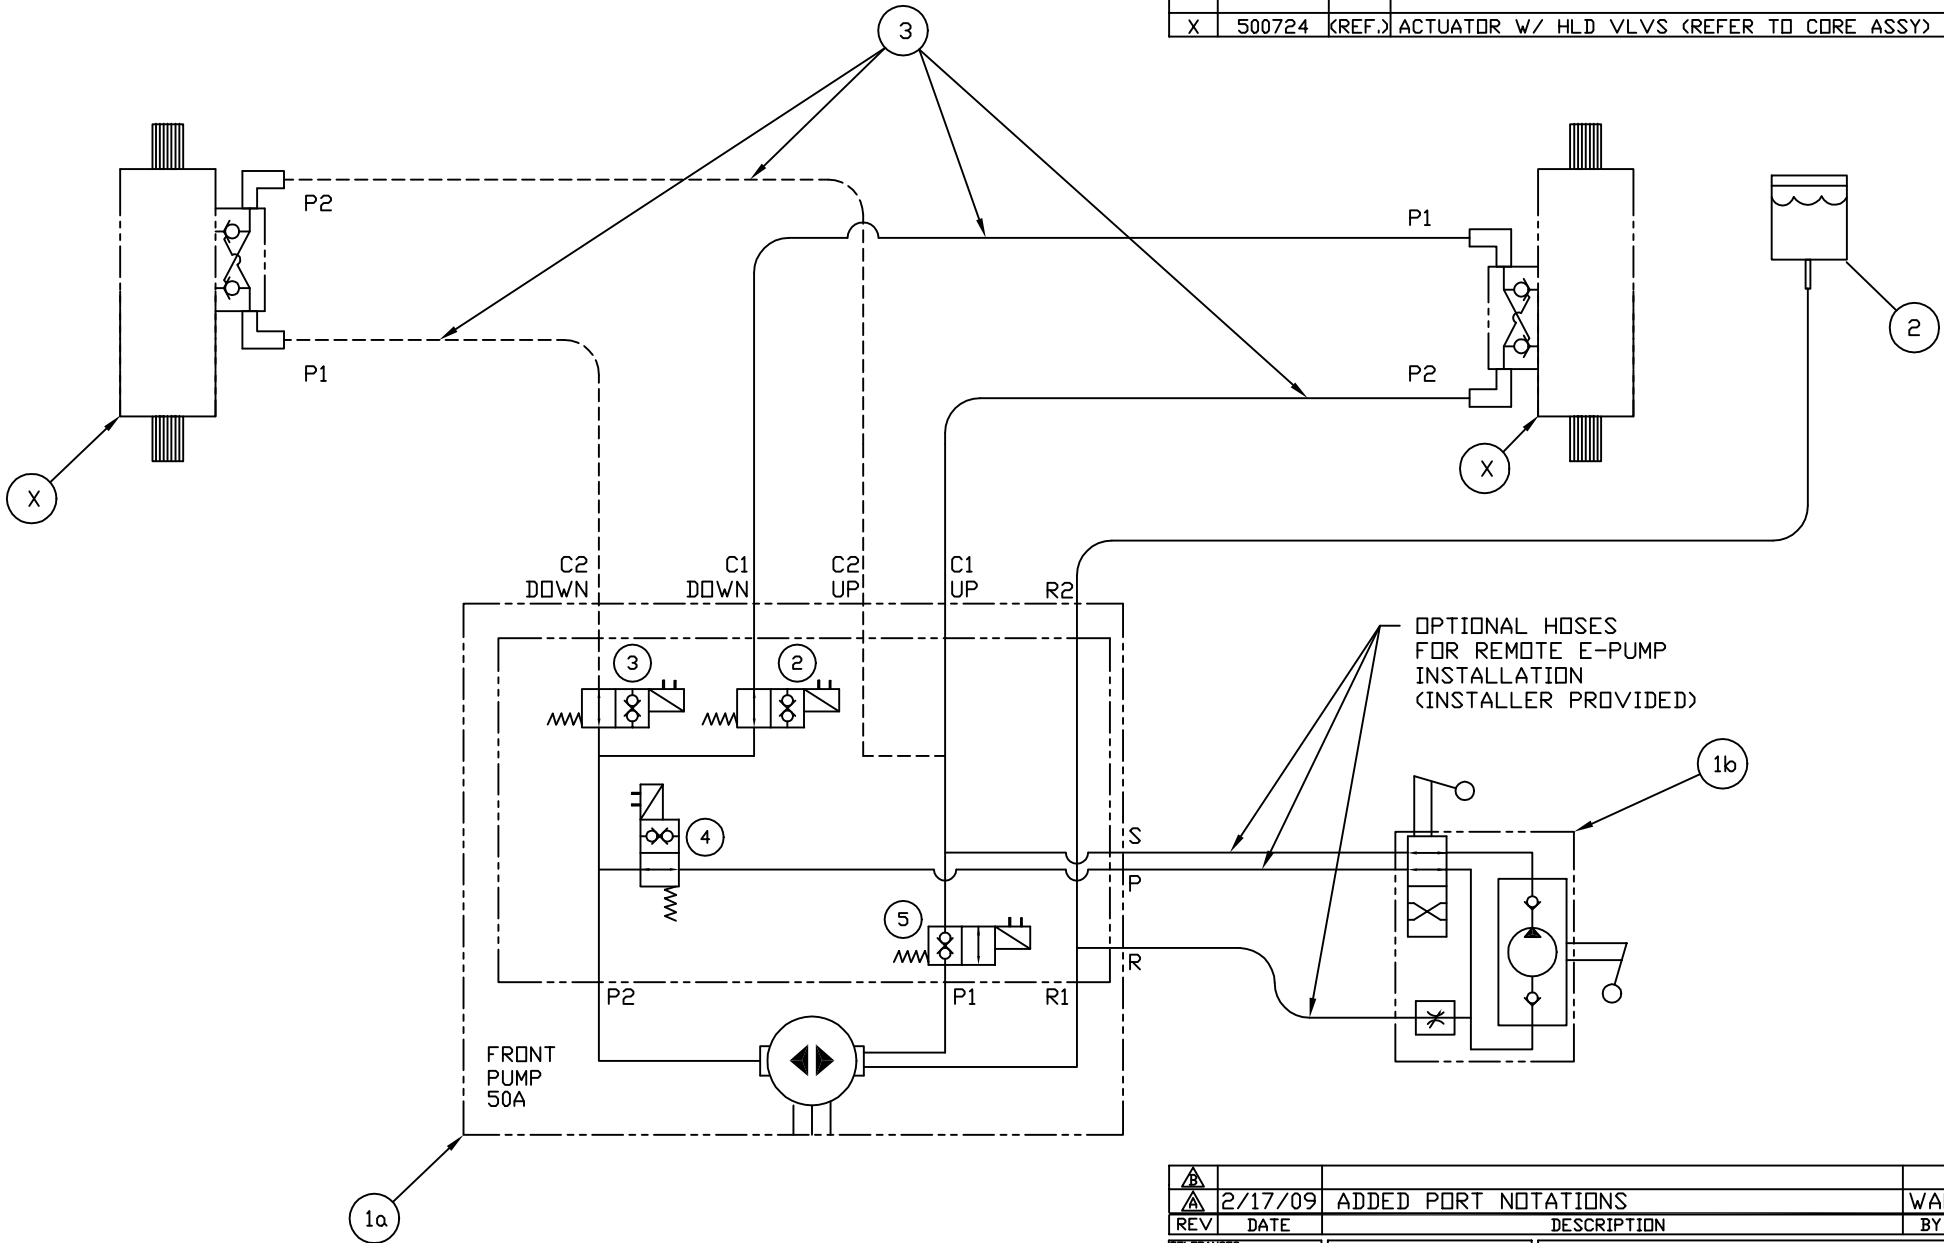 3
X 500724 (REF.) ACTUATOR W/ HLD VLVS (REFER TO CORE ASSY)
P2
P1
P1
P2
2
X
X
C2 DOWN
C1 DOWN
C2 UP
C1 UP
R2
OPTIONAL HOSES
FOR REMOTE E-PUMP
INSTALLATION
(INSTALLER PROVIDED)
3
2
1b
4
S
P
5
R
P2
P1
R1
FRONT
PUMP
50A
1a
B
A 2/17/09 ADDED PORT NOTATIONS
REV DATE DESCRIPTION BY